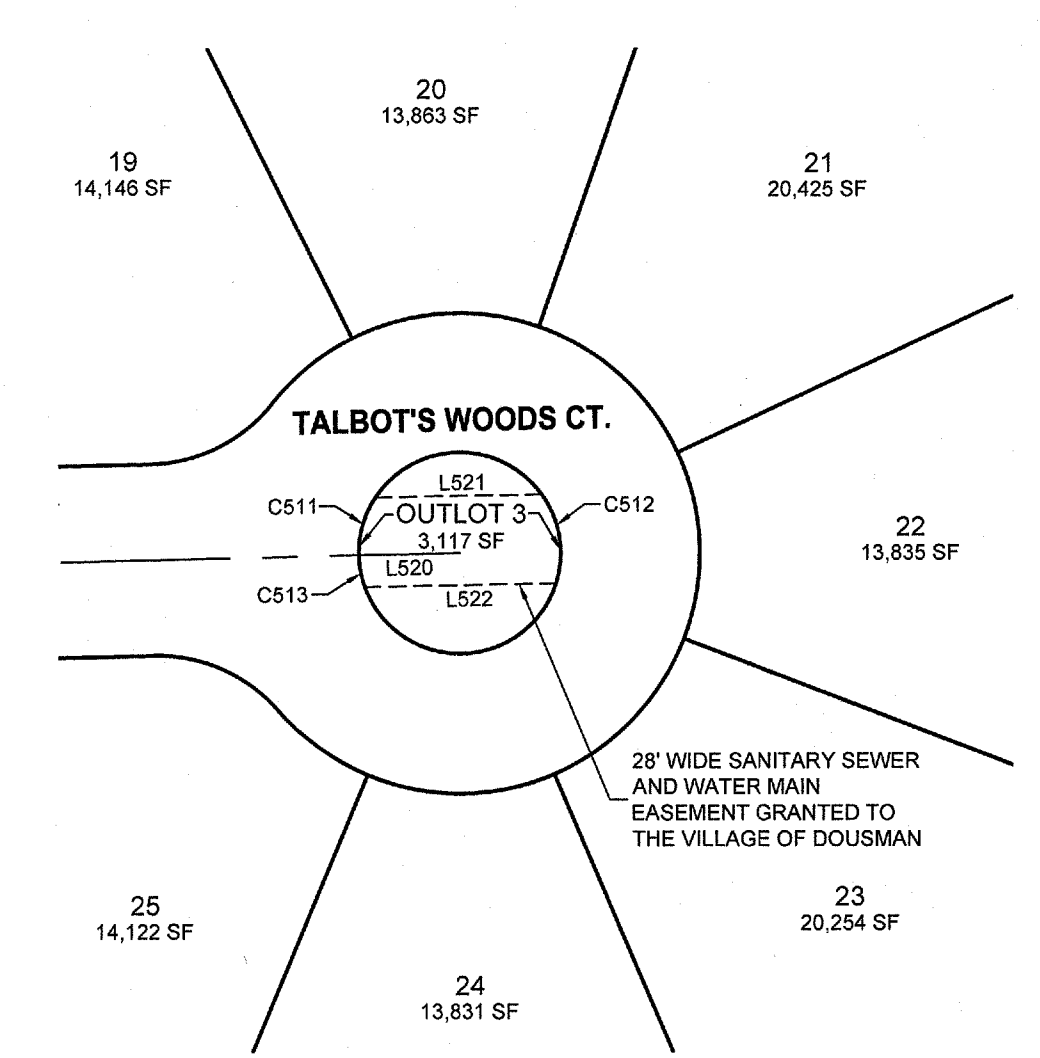 20
13,863 SF
19
14,146 SF
21
20,425 SF
TALBOT'S WOODS CT.
L521
C511
OUTLOT 3
C512
3,117 SF
L520
C513
L522
22
13,835 SF
28' WIDE SANITARY SEWER
AND WATER MAIN
EASEMENT GRANTED TO
THE VILLAGE OF DOUSMAN
25
14,122 SF
23
20,254 SF
24
13,831 SF